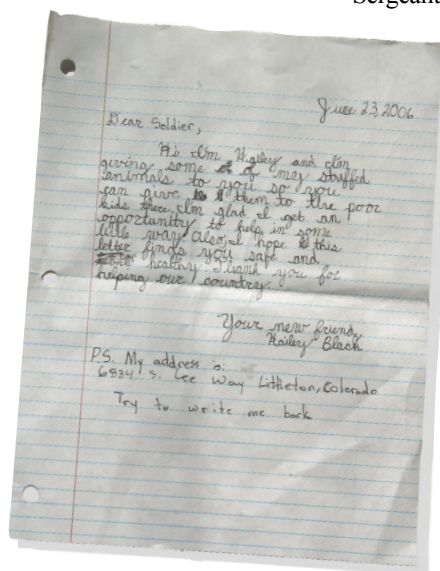 Sergeant
June 23, 2006
Dear Soldier,
Hi I'm Hailey and I'm
giving some of my stuffed
animals to you so you
can give them to the poor
kids there. I'm glad I get an
opportunity to help in some
little way. Also, I hope this
letter finds you safe and
healthy. Thank you for
helping our country.
Your new friend,
Hailey Black
P.S. My address is:
6834 S. Lee Way Littleton, Colorado
Try to write me back